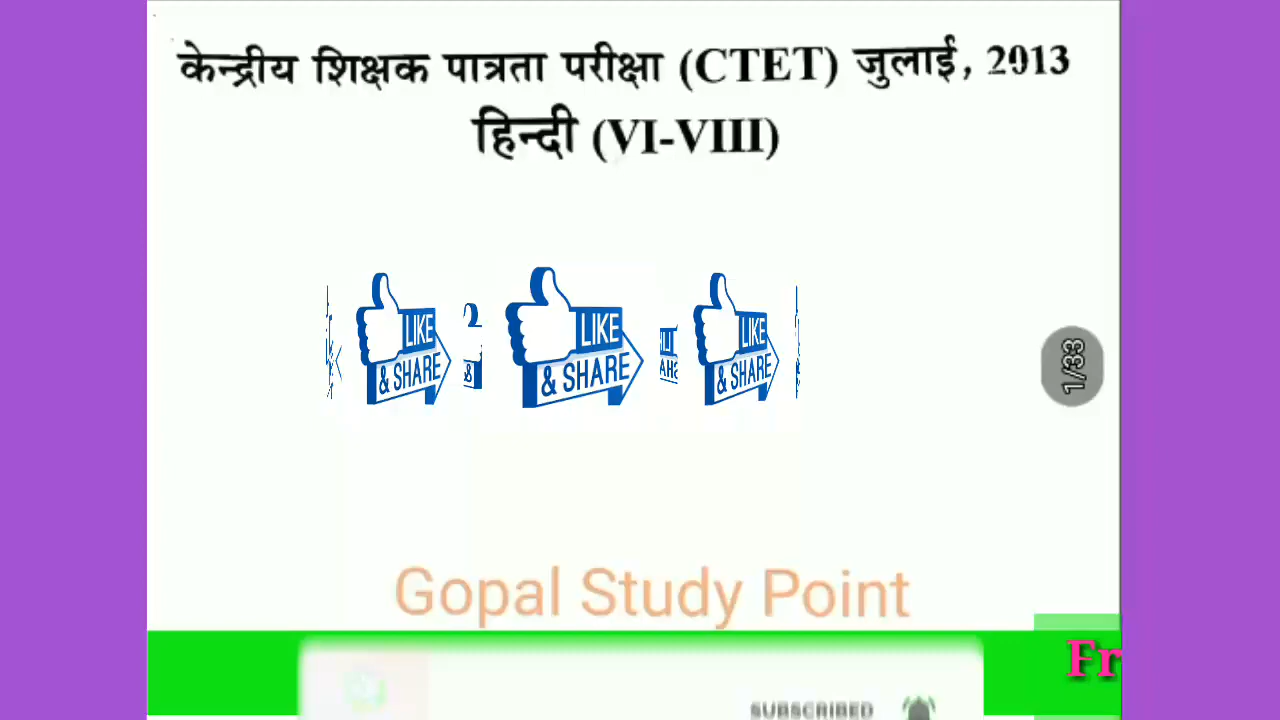 केन्द्रीय शिक्षक पात्रता परीक्षा (CTET) जुलाई, 2013
हिन्दी (VI-VIII)
LIKE
& SHARE
LIKE
& SHARE
LIKE
& SHARE
1/33
Gopal Study Point
Fr
SUBSCRIBED